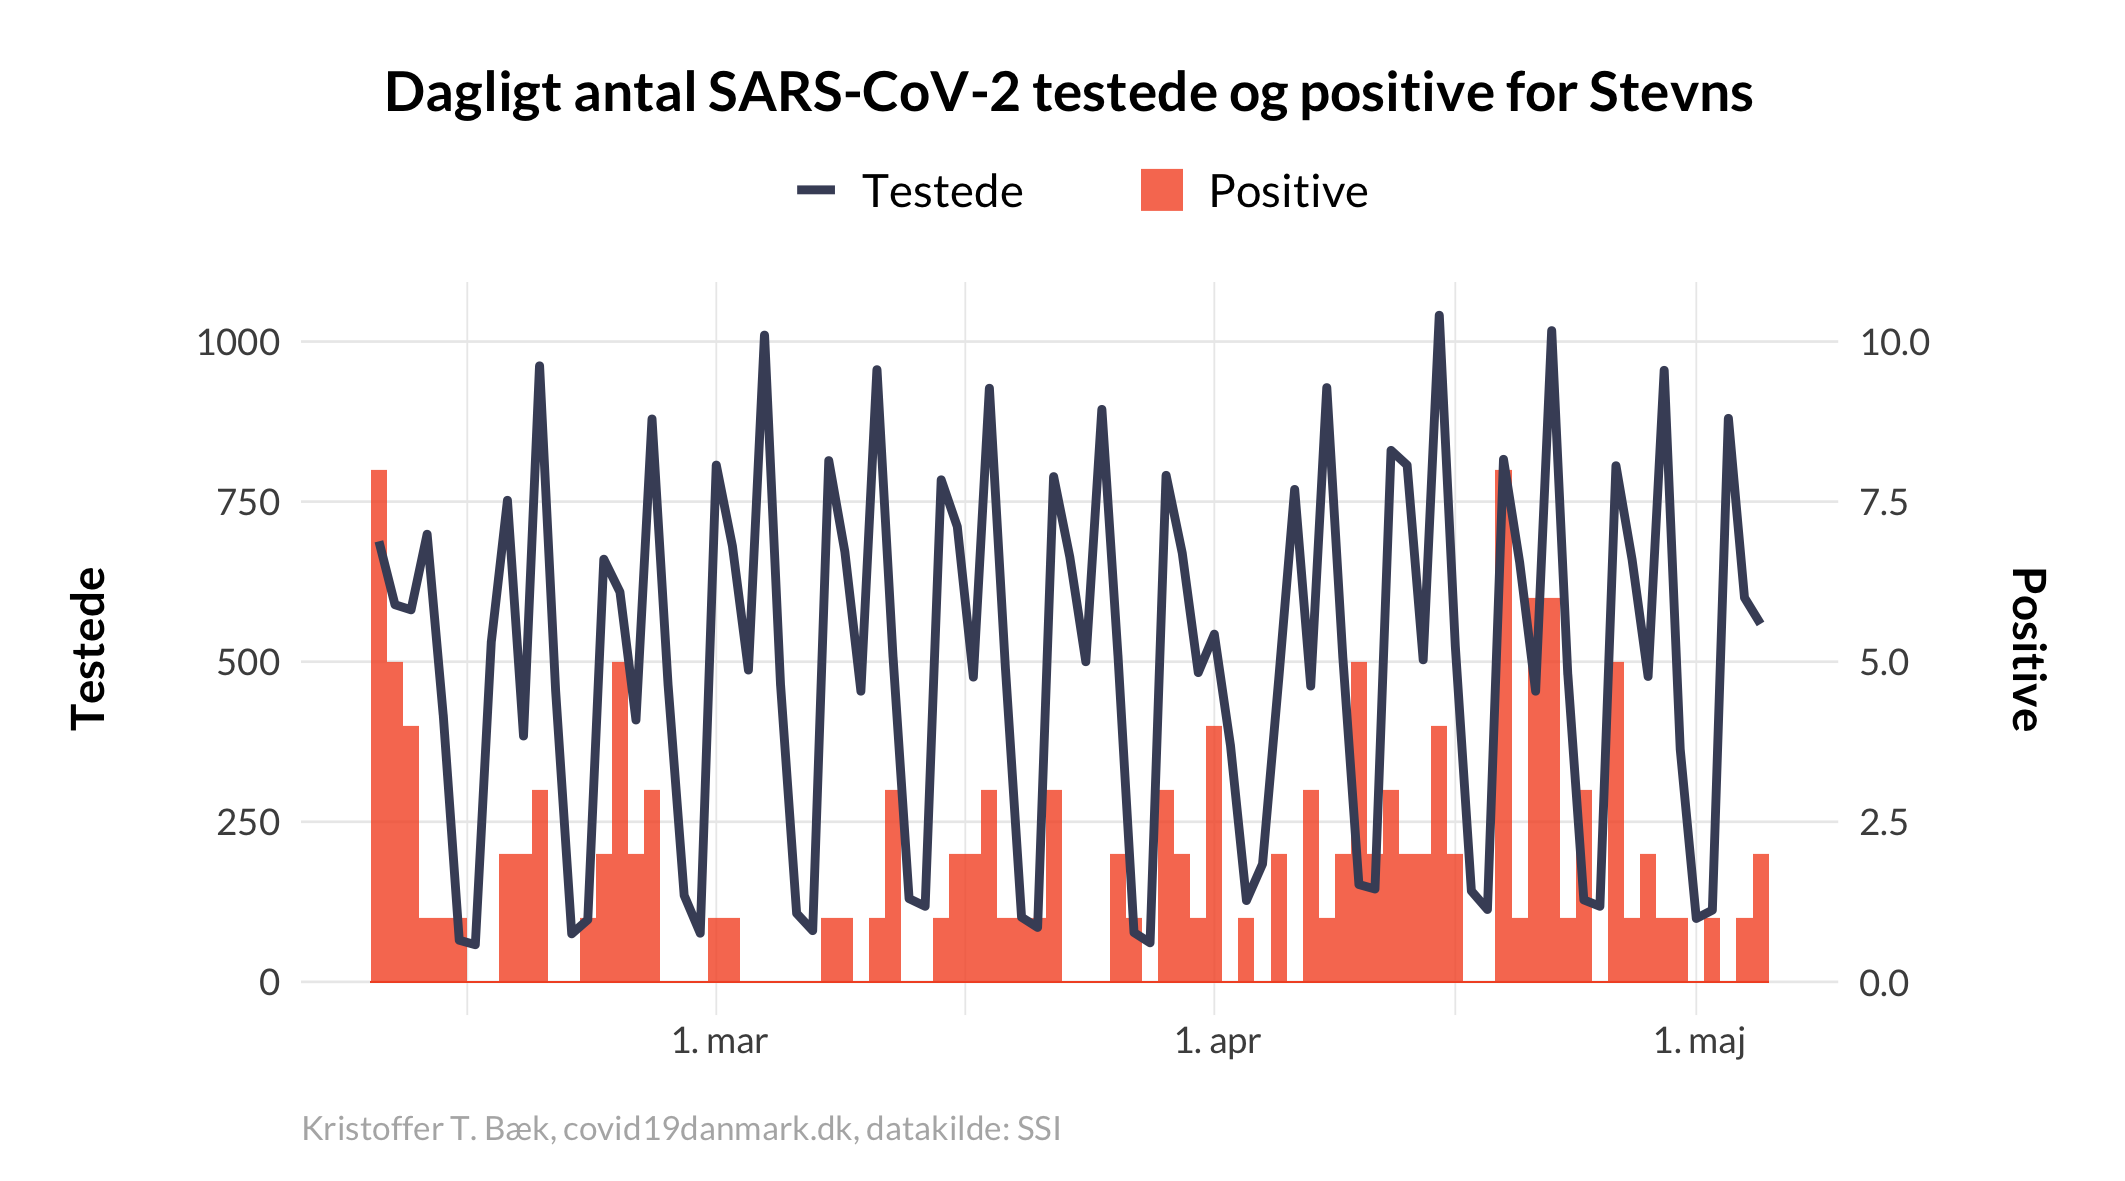 Dagligt antal SARS-CoV-2 testede og positive for Stevns
Testede Positive
1000 10.0
750 7.5
500 5.0
250 2.5
0 0.0
Testede
Positive
1. mar 1. apr 1. maj
Kristoffer T. Bæk, covid19danmark.dk, datakilde: SSI